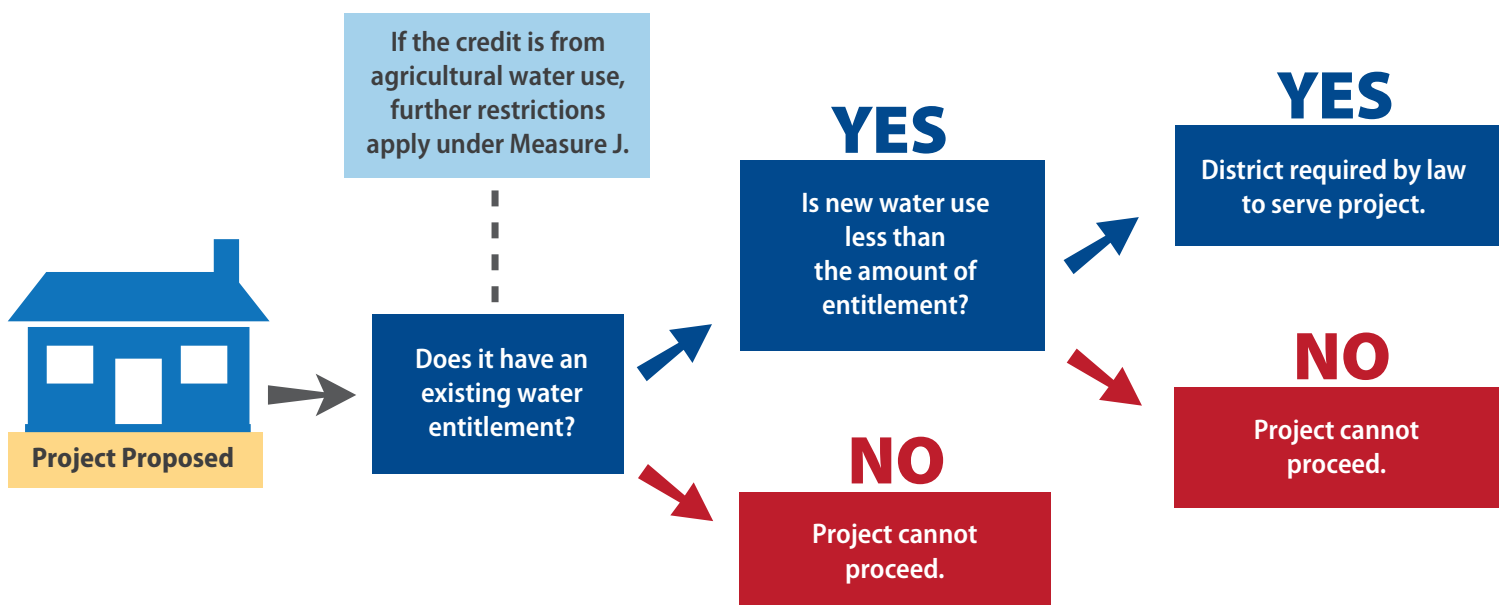 If the credit is from
agricultural water use,
further restrictions
apply under Measure J.
Project Proposed
Does it have an
existing water
entitlement?
YES
Is new water use
less than
the amount of
entitlement?
NO
Project cannot
proceed.
YES
District required by law
to serve project.
NO
Project cannot
proceed.